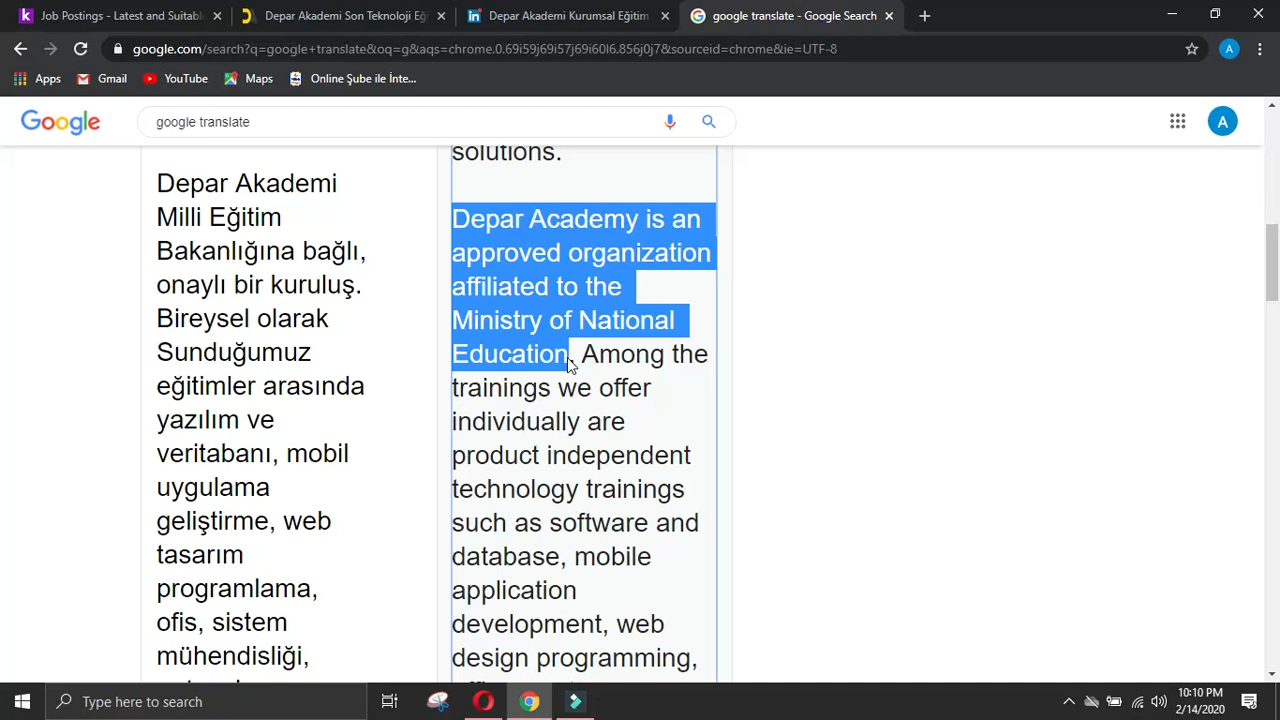 Job Postings - Latest and Suitabl
Depar Akademi Son Teknoloji Eğ
Depar Akademi Kurumsal Eğitim
google translate - Google Search
google.com/search?q=google+translate&oq=g&aqs=chrome.0.69i59j69i57j69i60l6.856j0j7&sourceid=chrome&ie=UTF-8
A
Apps
Gmail
YouTube
Maps
Online Şube ile İnte...
Google
google translate
A
Depar Akademi
Milli Eğitim
Bakanlığına bağlı,
onaylı bir kuruluş.
Bireysel olarak
Sunduğumuz
eğitimler arasında
yazılım ve
veritabanı, mobil
uygulama
geliştirme, web
tasarım
programlama,
ofis, sistem
mühendisliği,
solutions.
Depar Academy is an
approved organization
affiliated to the
Ministry of National
Education. Among the
trainings we offer
individually are
product independent
technology trainings
such as software and
database, mobile
application
development, web
design programming,
Type here to search
10:10 PM
2/14/2020